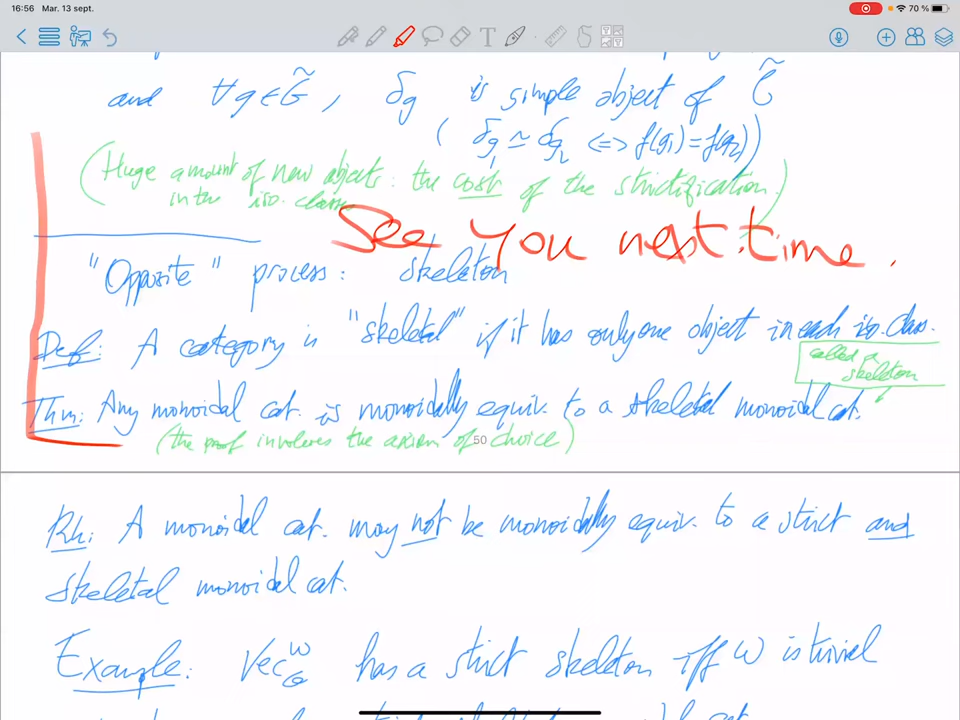 16:56 Mar. 13 sept.
70 %
and ∀g∈G̃, δg is simple object of C̃
(δg₁ ≃ δg₂ <=> f(g₁)=f(g₂))
(Huge amount of new objects: the cost of the strictification.)
in the iso. classes
See You next time.
"Opposite" process: skeleton
Def: A category is "skeletal" if it has only one object in each iso. class.
called a
skeleton
Thm: Any monoidal cat. is monoidally equiv. to a skeletal monoidal cat.
(the proof involves the axiom of choice)
50
Rk: A monoidal cat. may not be monoidally equiv. to a strict and
skeletal monoidal cat.
Example: Vec_G^ω has a strict skeleton iff ω is trivial